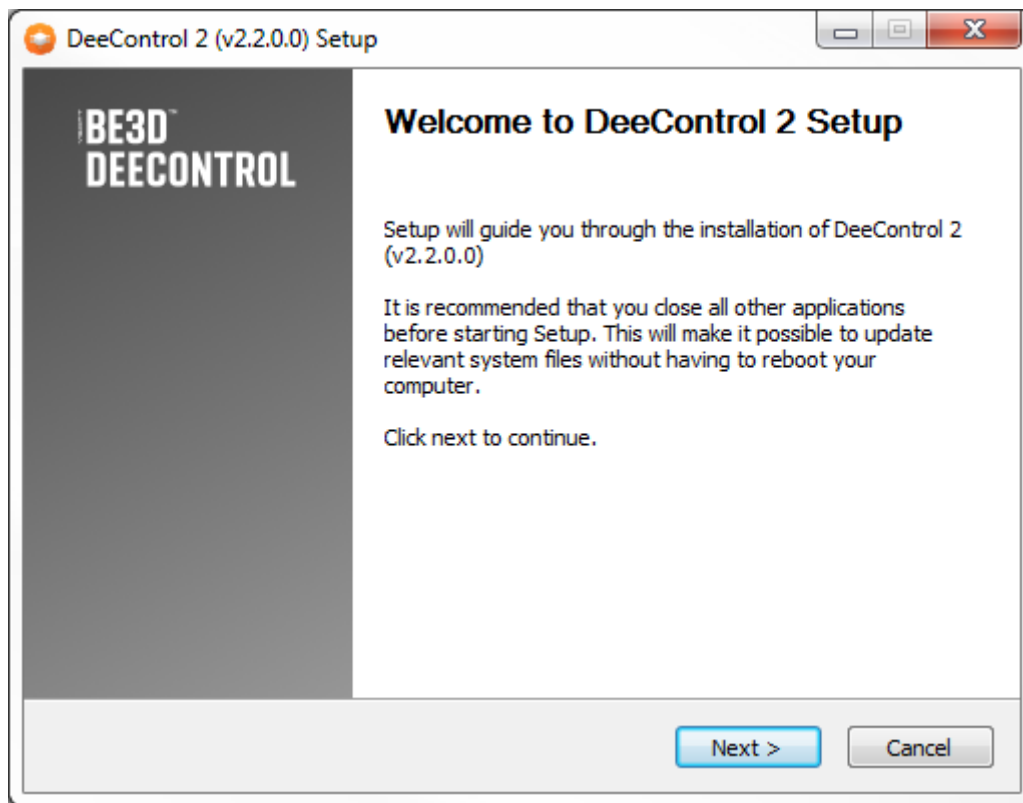 DeeControl 2 (v2.2.0.0) Setup
BE3D™
DEECONTROL
Welcome to DeeControl 2 Setup
Setup will guide you through the installation of DeeControl 2
(v2.2.0.0)
It is recommended that you close all other applications
before starting Setup. This will make it possible to update
relevant system files without having to reboot your
computer.
Click next to continue.
Next >
Cancel